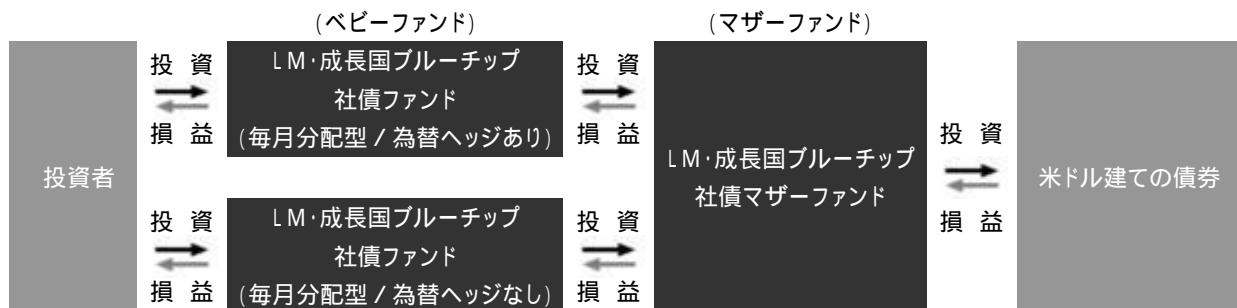 (ベビーファンド)
(マザーファンド)
投資者
投 資
損 益
LM・成長国ブルーチップ
社債ファンド
(毎月分配型 / 為替ヘッジあり)
投 資
損 益
投 資
損 益
LM・成長国ブルーチップ
社債ファンド
(毎月分配型 / 為替ヘッジなし)
投 資
損 益
LM・成長国ブルーチップ
社債マザーファンド
投 資
損 益
米ドル建ての債券